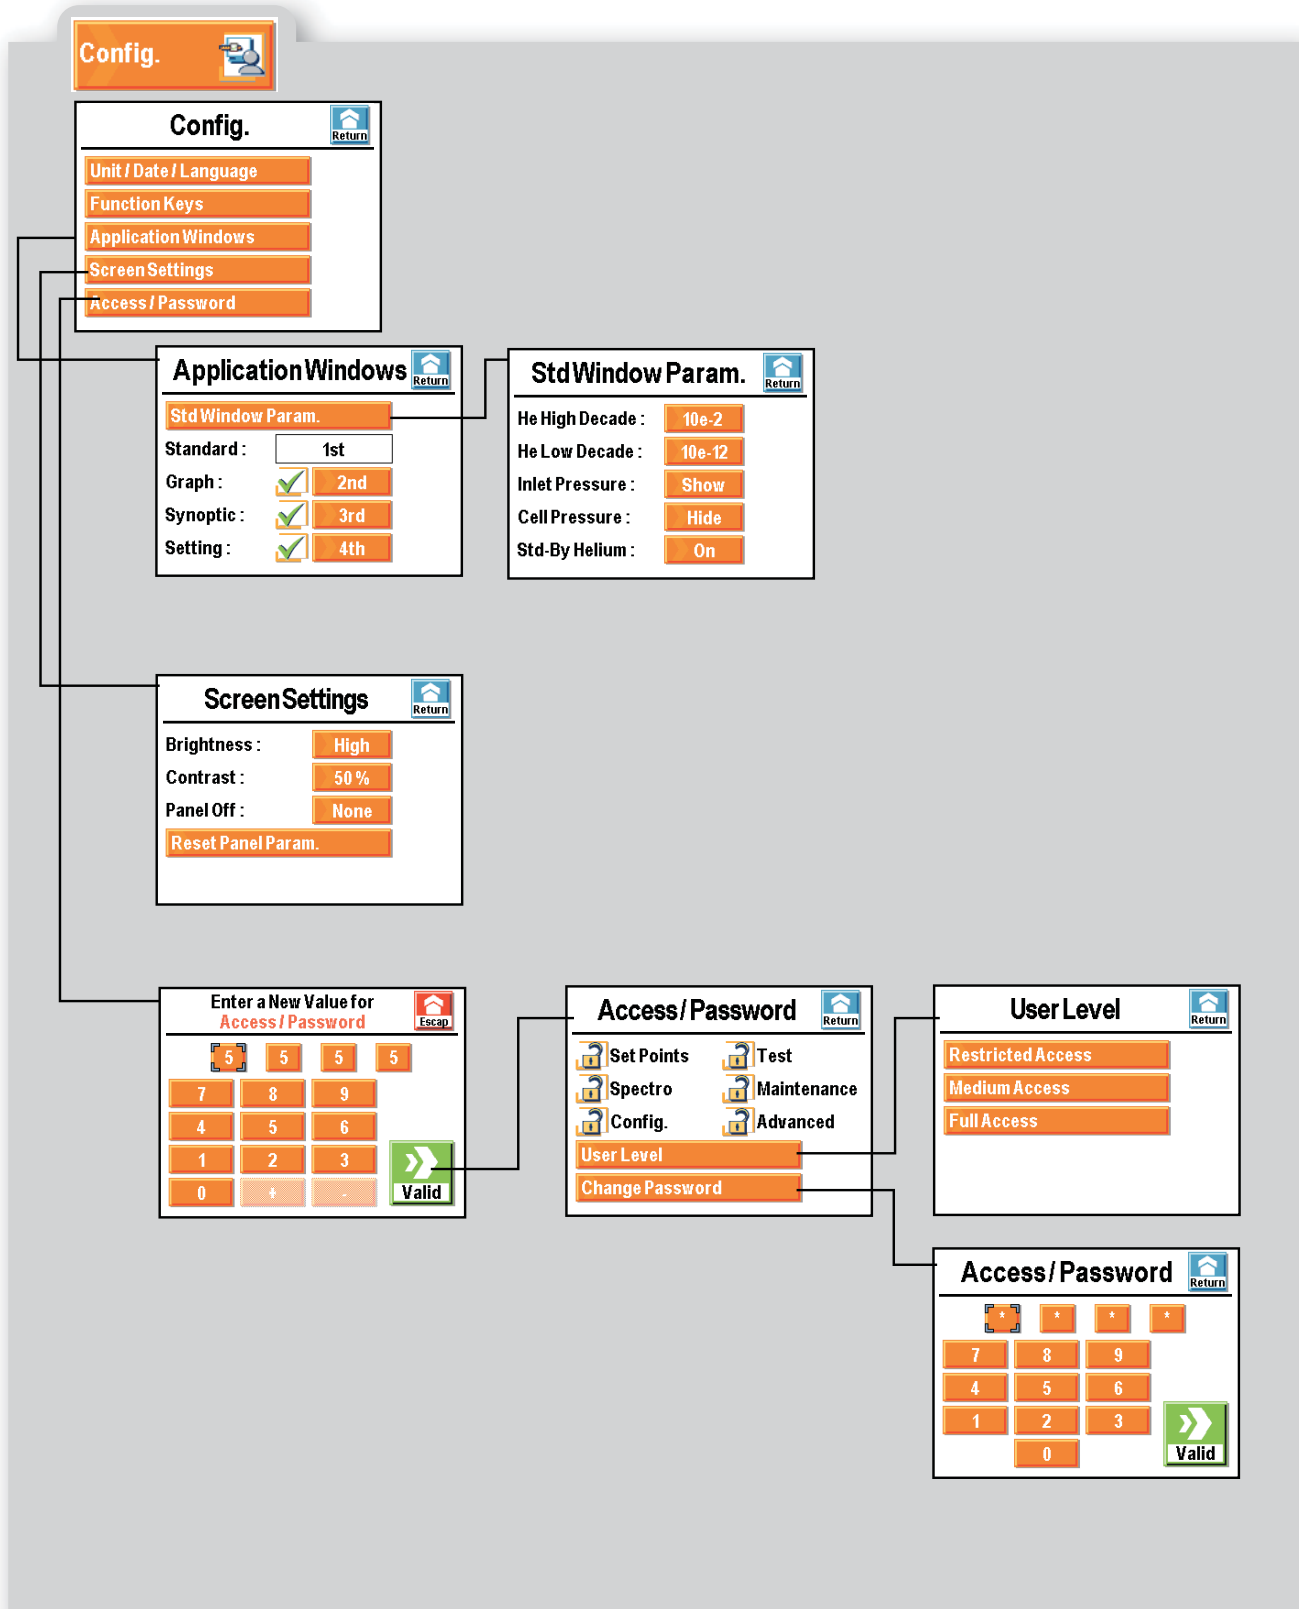 Config.
Config.
Return
Unit / Date / Language
Function Keys
Application Windows
Screen Settings
Access / Password
Application Windows
Return
Std Window Param.
Standard : 1st
Graph : 2nd
Synoptic : 3rd
Setting : 4th
Std Window Param.
Return
He High Decade : 10e-2
He Low Decade : 10e-12
Inlet Pressure : Show
Cell Pressure : Hide
Std-By Helium : On
Screen Settings
Return
Brightness : High
Contrast : 50 %
Panel Off : None
Reset Panel Param.
Enter a New Value for
Access / Password
Escap
5 5 5 5
7 8 9
4 5 6
1 2 3
0 + -
Valid
Access / Password
Return
Set Points Test
Spectro Maintenance
Config. Advanced
User Level
Change Password
User Level
Return
Restricted Access
Medium Access
Full Access
Access / Password
Return
* * * *
7 8 9
4 5 6
1 2 3
0
Valid